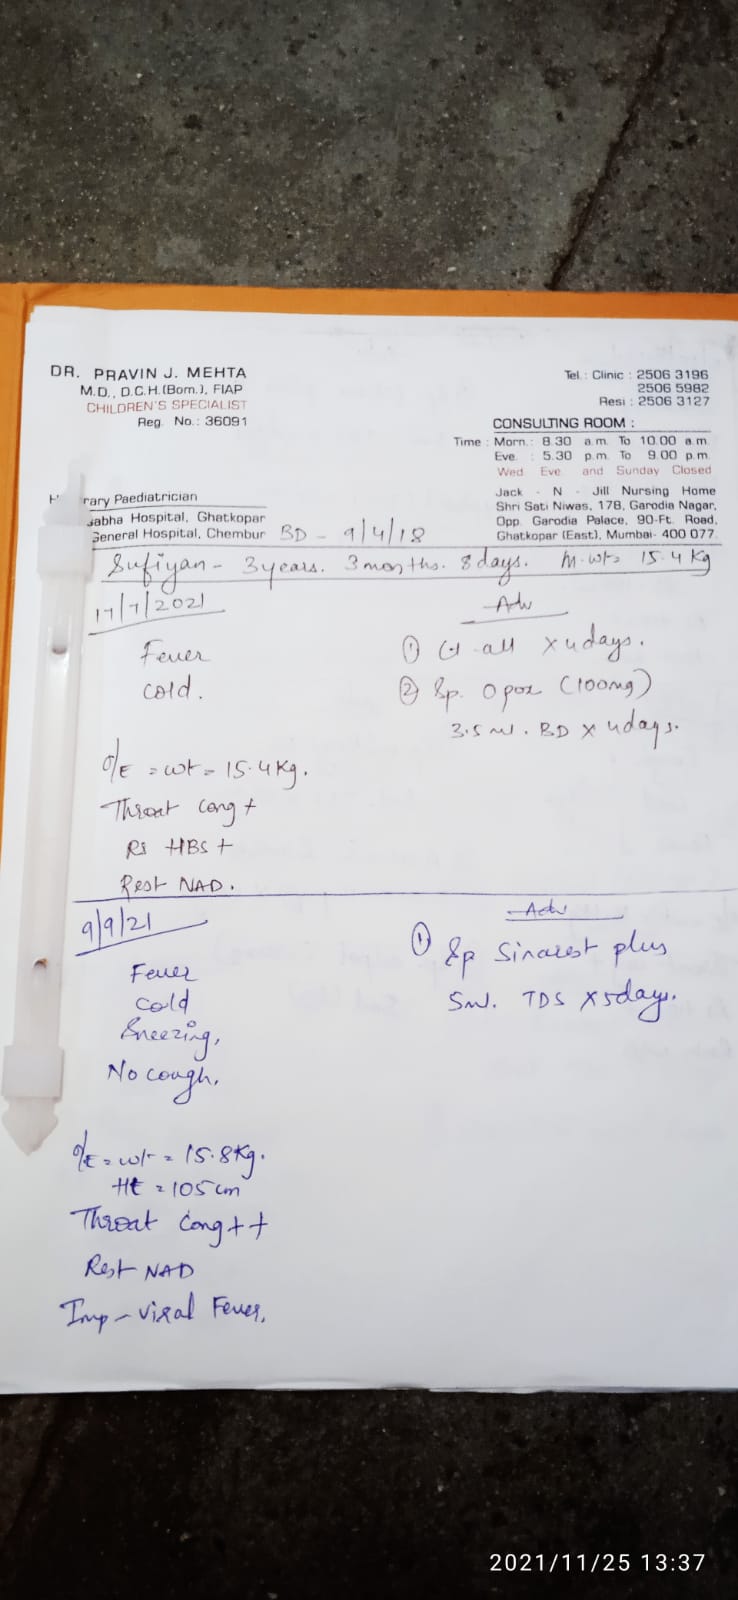 DR. PRAVIN J. MEHTA
M.D., D.C.H.(Bom.), FIAP
CHILDREN'S SPECIALIST
Reg. No.: 36091
Tel.: Clinic : 2506 3196
2506 5982
Resi : 2506 3127
CONSULTING ROOM :
Time : Morn.: 8.30 a.m. To 10.00 a.m.
Eve. : 5.30 p.m. To 9.00 p.m.
Wed. Eve. and Sunday Closed
rary Paediatrician
abha Hospital, Ghatkopar
General Hospital, Chembur
Jack - N - Jill Nursing Home
Shri Sati Niwas, 178, Garodia Nagar,
Opp. Garodia Palace, 90-Ft. Road,
Ghatkopar (East), Mumbai- 400 077.
BD - 9/4/18
Sufiyan - 3years. 3months. 8days. M.wt= 15.4 Kg
17/7/2021
Fever
cold.
O/E = wt = 15.4Kg.
Throat Cong +
Rs HBS +
Rest NAD.
Adv
① all x 4days.
② Sp. (100mg)
3.5 ml. BD x 4days.
9/9/21
Fever
Cold
Sneezing,
No cough,
O/E = wt = 15.8Kg.
Ht = 105 cm
Throat Cong ++
Rest NAD
Imp - Viral Fever.
Adv
① Sp Sinarest plus
5ml. TDS x 5days.
2021/11/25 13:37